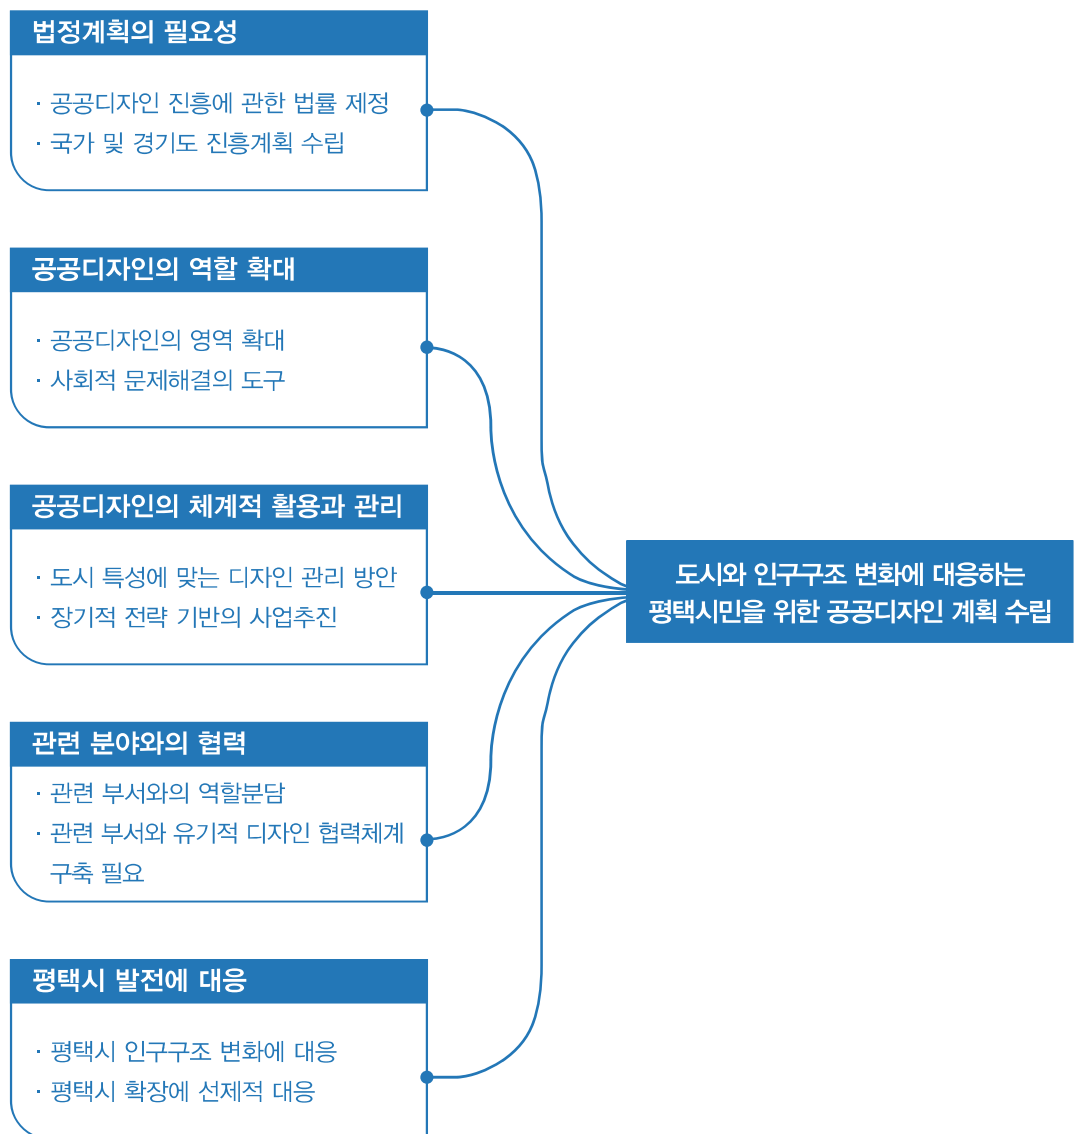 법정계획의 필요성
· 공공디자인 진흥에 관한 법률 제정
· 국가 및 경기도 진흥계획 수립
공공디자인의 역할 확대
· 공공디자인의 영역 확대
· 사회적 문제해결의 도구
공공디자인의 체계적 활용과 관리
· 도시 특성에 맞는 디자인 관리 방안
· 장기적 전략 기반의 사업추진
관련 분야와의 협력
· 관련 부서와의 역할분담
· 관련 부서와 유기적 디자인 협력체계
구축 필요
평택시 발전에 대응
· 평택시 인구구조 변화에 대응
· 평택시 확장에 선제적 대응
도시와 인구구조 변화에 대응하는
평택시민을 위한 공공디자인 계획 수립